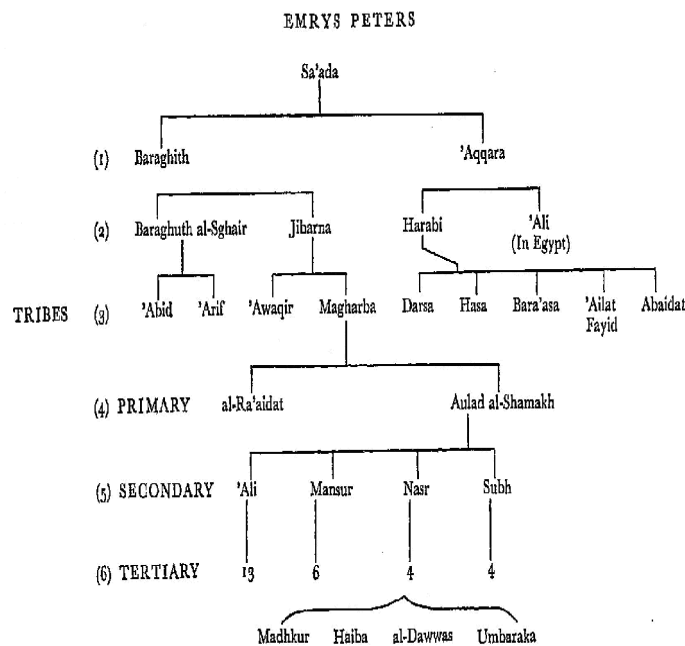 EMRYS PETERS
Sa'ada
(1) Baraghith 'Aqqara
(2) Baraghuth al-Sghair Jibarna Harabi 'Ali
(In Egypt)
TRIBES (3) 'Abid 'Arif 'Awaqir Magharba Darsa Hasa Bara'asa 'Ailat Abaidat
Fayid
(4) PRIMARY al-Ra'aidat Aulad al-Shamakh
(5) SECONDARY 'Ali Mansur Nasr Subh
(6) TERTIARY 13 6 4 4
Madhkur Haiba al-Dawwas Umbaraka